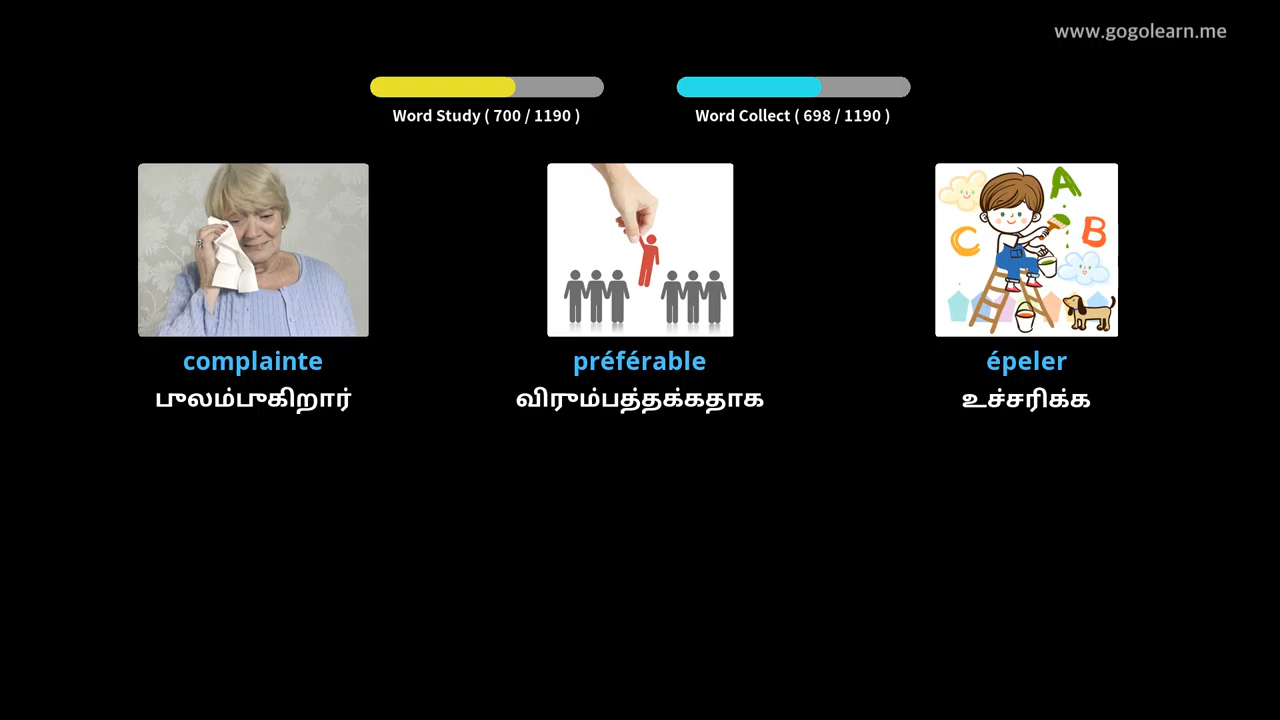 www.gogolearn.me
Word Study ( 700 / 1190 )
Word Collect ( 698 / 1190 )
complainte
préférable
épeler
புலம்புகிறார்
விரும்பத்தக்கதாக
உச்சரிக்க
A
B
C